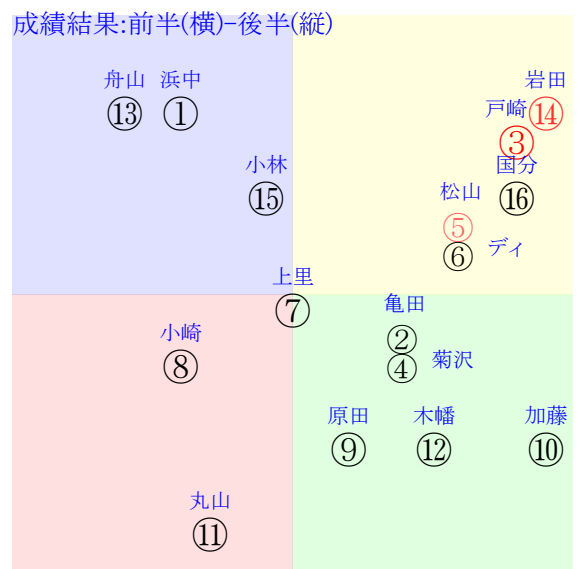 成績結果:前半(横)-後半(縦)
舟山 浜中 岩田
⑬ ① 戸崎 ⑭
③
小林 国分
⑮ 松山 ⑯
⑤
⑥ ディ
上里
⑦ 亀田
小崎 ②
⑧ ④ 菊沢
原田 木幡 加藤
⑨ ⑫ ⑩
丸山
⑪